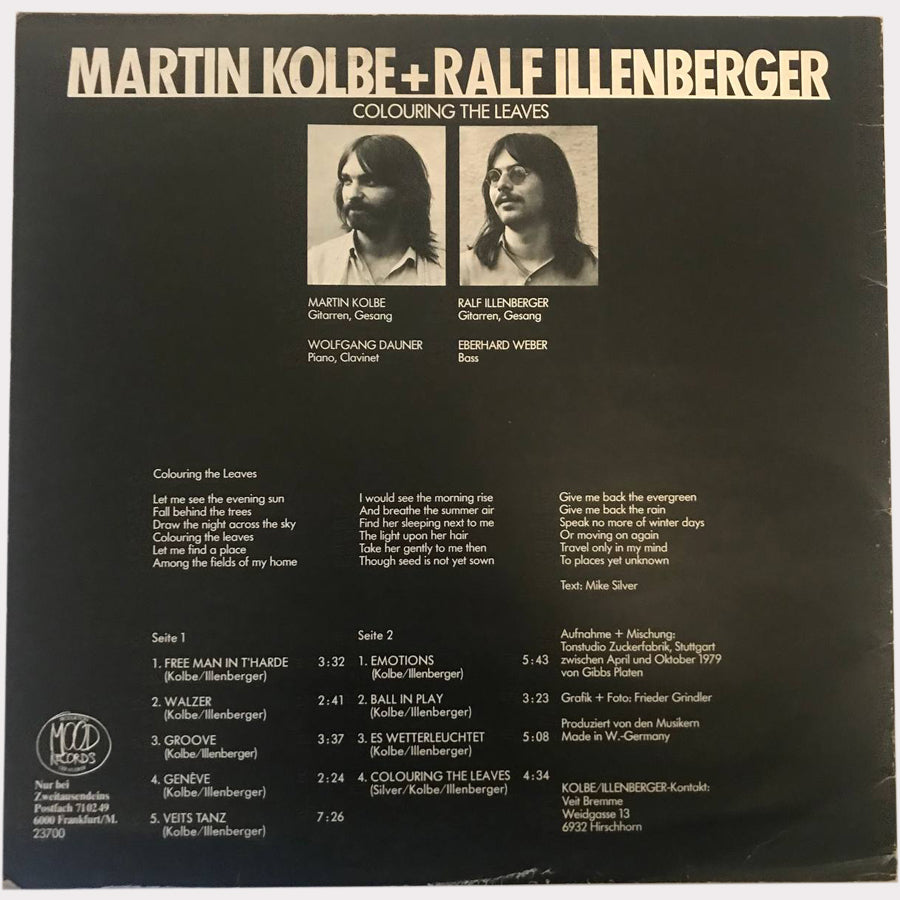 MARTIN KOLBE+RALF ILLENBERGER
COLOURING THE LEAVES
MARTIN KOLBE
Gitarren, Gesang
RALF ILLENBERGER
Gitarren, Gesang
WOLFGANG DAUNER
Piano, Clavinet
EBERHARD WEBER
Bass
Colouring the Leaves
Let me see the evening sun
Fall behind the trees
Draw the night across the sky
Colouring the leaves
Let me find a place
Among the fields of my home
I would see the morning rise
And breathe the summer air
Find her sleeping next to me
The light upon her hair
Take her gently to me then
Though seed is not yet sown
Give me back the evergreen
Give me back the rain
Speak no more of winter days
Or moving on again
Travel only in my mind
To places yet unknown
Text: Mike Silver
Seite 1
1. FREE MAN IN T'HARDE 3:32
(Kolbe/Illenberger)
2. WALZER 2:41
(Kolbe/Illenberger)
3. GROOVE 3:37
(Kolbe/Illenberger)
4. GENÈVE 2:24
(Kolbe/Illenberger)
5. VEITS TANZ 7:26
(Kolbe/Illenberger)
Seite 2
1. EMOTIONS 5:43
(Kolbe/Illenberger)
2. BALL IN PLAY 3:23
(Kolbe/Illenberger)
3. ES WETTERLEUCHTET 5:08
(Kolbe/Illenberger)
4. COLOURING THE LEAVES 4:34
(Silver/Kolbe/Illenberger)
Aufnahme + Mischung:
Tonstudio Zuckerfabrik, Stuttgart
zwischen April und Oktober 1979
von Gibbs Platen
Grafik + Foto: Frieder Grindler
Produziert von den Musikern
Made in W.-Germany
KOLBE/ILLENBERGER-Kontakt:
Veit Bremme
Weidgasse 13
6932 Hirschhorn
MOOD
RECORDS
Nur bei
Zweitausendeins
Postfach 710249
6000 Frankfurt/M.
23700